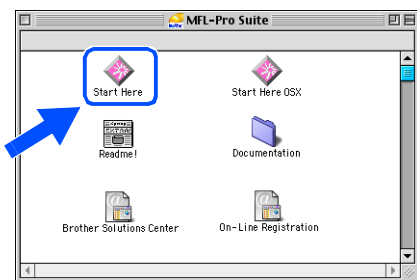 MFL-Pro Suite
Start Here
Start Here OSX
Readme!
Documentation
Brother Solutions Center
On-Line Registration